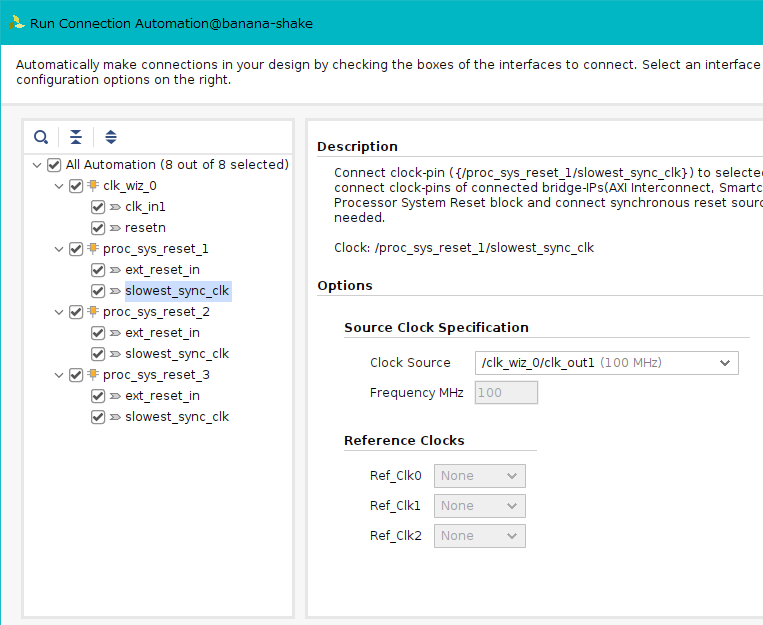 Run Connection Automation@banana-shake
Automatically make connections in your design by checking the boxes of the interfaces to connect. Select an interface
configuration options on the right.
All Automation (8 out of 8 selected)
clk_wiz_0
clk_in1
resetn
proc_sys_reset_1
ext_reset_in
slowest_sync_clk
proc_sys_reset_2
ext_reset_in
slowest_sync_clk
proc_sys_reset_3
ext_reset_in
slowest_sync_clk
Description
Connect clock-pin ({/proc_sys_reset_1/slowest_sync_clk}) to selecte
connect clock-pins of connected bridge-IPs(AXI Interconnect, Smartc
Processor System Reset block and connect synchronous reset sour
needed.
Clock: /proc_sys_reset_1/slowest_sync_clk
Options
Source Clock Specification
Clock Source /clk_wiz_0/clk_out1 (100 MHz)
Frequency MHz 100
Reference Clocks
Ref_Clk0 None
Ref_Clk1 None
Ref_Clk2 None